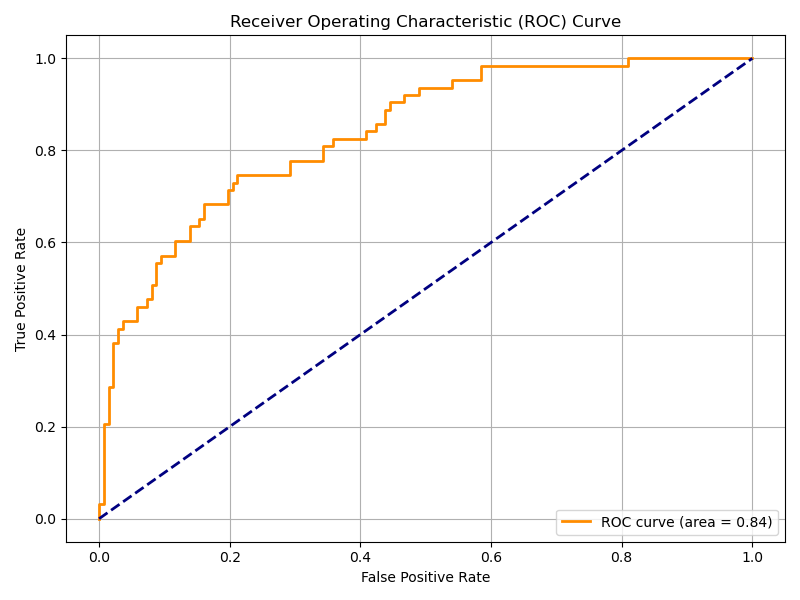 Receiver Operating Characteristic (ROC) Curve
1.0
0.8
0.6
0.4
0.2
0.0
True Positive Rate
0.0 0.2 0.4 0.6 0.8 1.0
False Positive Rate
ROC curve (area = 0.84)